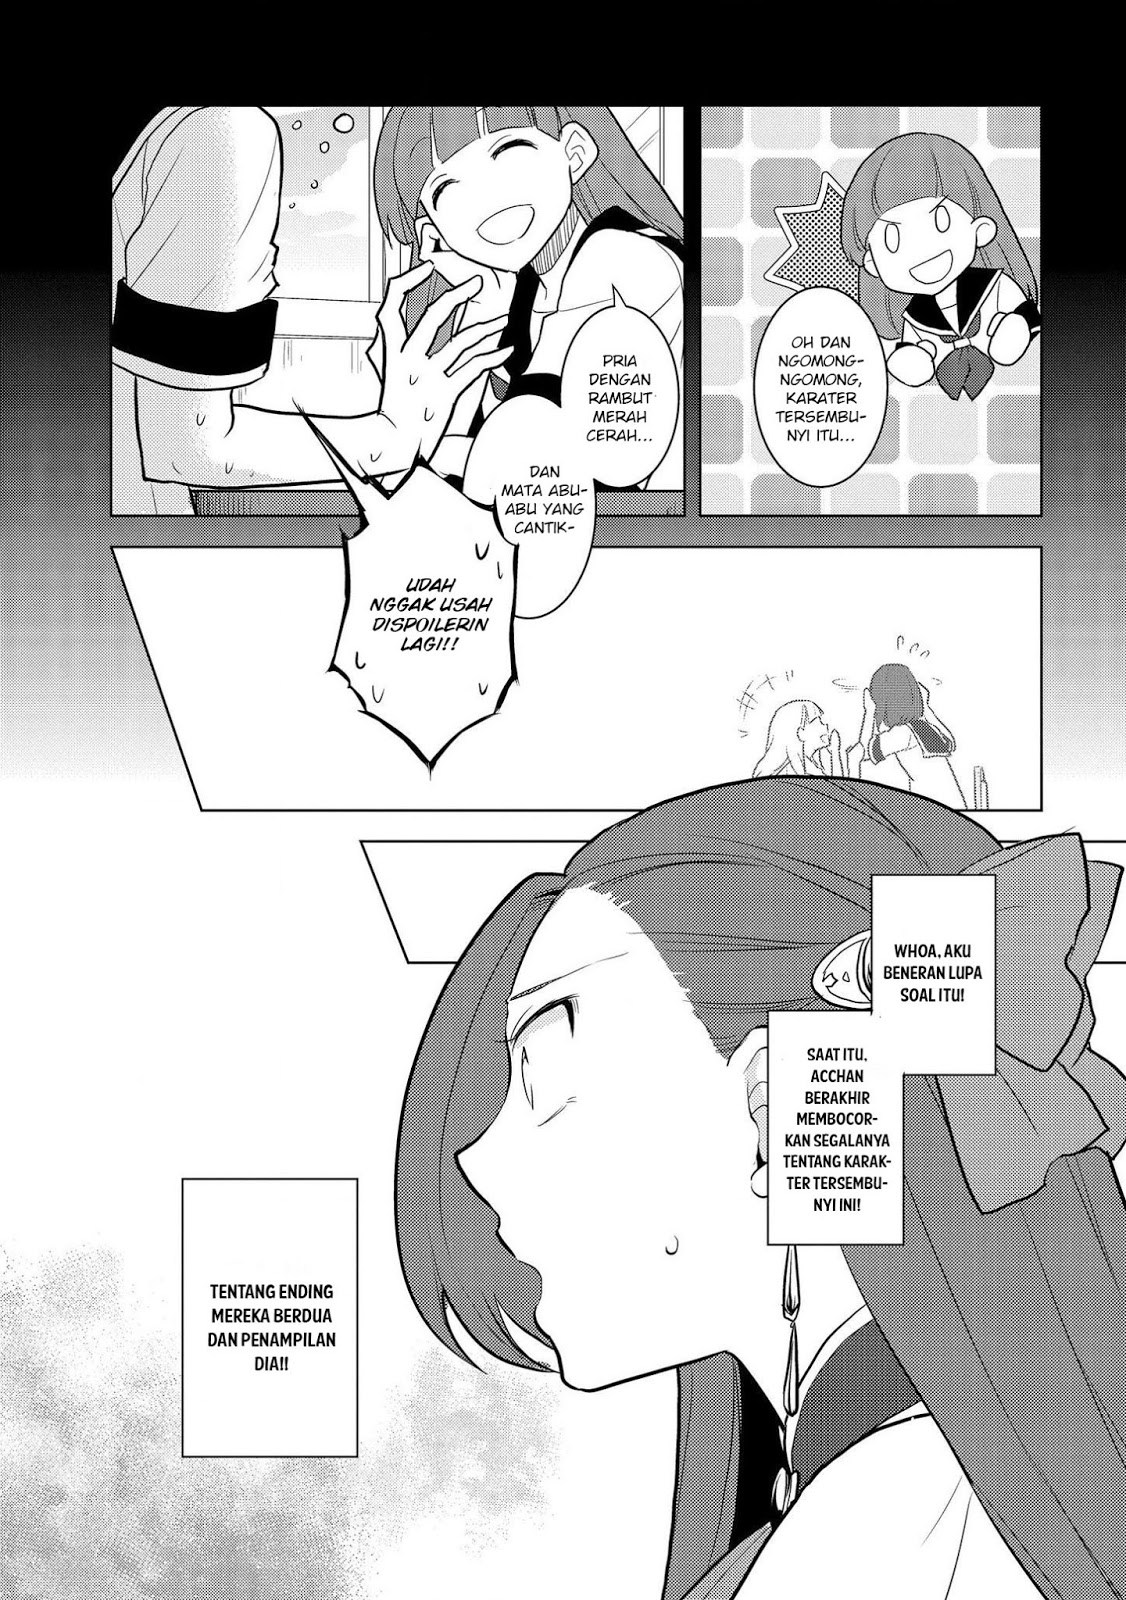 OH DAN
NGOMONG-
NGOMONG,
KARATER
TERSEMBU-
NYI ITU...
PRIA
DENGAN
RAMBUT
MERAH
CERAH...
DAN
MATA ABU-
ABU YANG
CANTIK-
UDAH
NGGAK USAH
DISPOILERIN
LAGI!!
WHOA, AKU
BENERAN LUPA
SOAL ITU!
SAAT ITU,
ACCHAN
BERAKHIR
MEMBOCOR-
KAN SEGALANYA
TENTANG KARAK-
TER TERSEMBU-
NYI INI!
TENTANG ENDING
MEREKA BERDUA
DAN PENAMPILAN
DIA!!